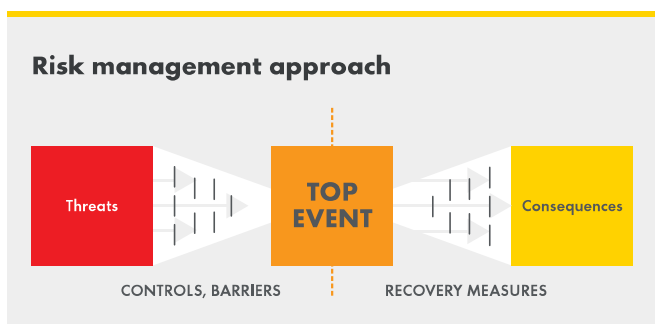 Risk management approach
Threats
TOP
EVENT
Consequences
CONTROLS, BARRIERS
RECOVERY MEASURES